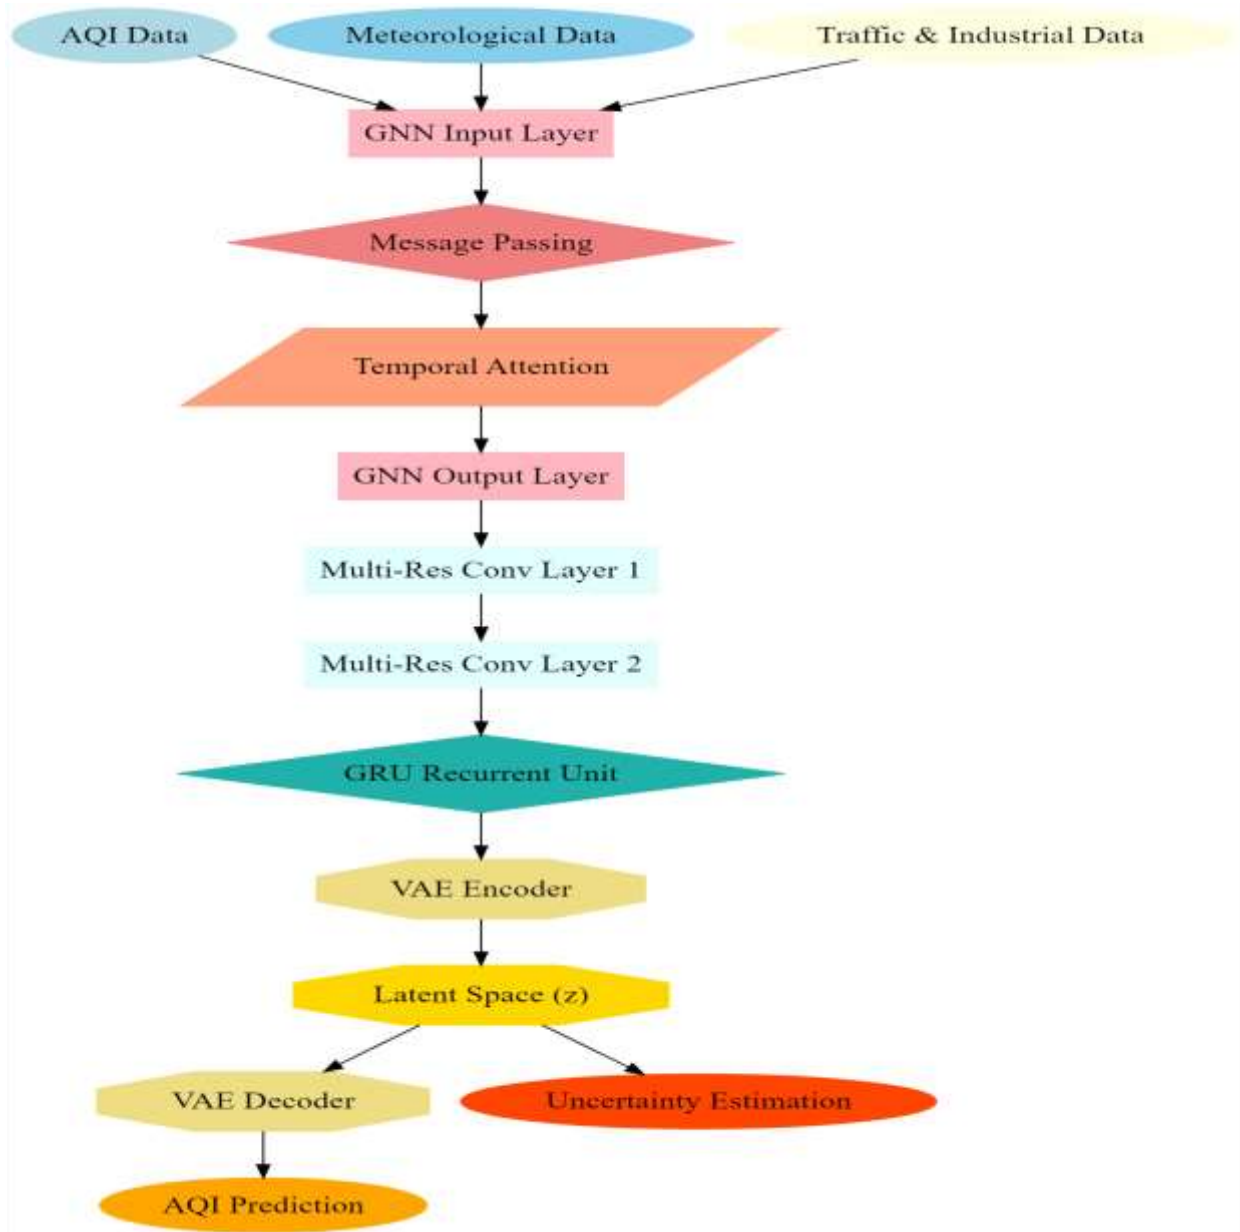 AQI Data
Meteorological Data
Traffic & Industrial Data
GNN Input Layer
Message Passing
Temporal Attention
GNN Output Layer
Multi-Res Conv Layer 1
Multi-Res Conv Layer 2
GRU Recurrent Unit
VAE Encoder
Latent Space (z)
VAE Decoder
Uncertainty Estimation
AQI Prediction